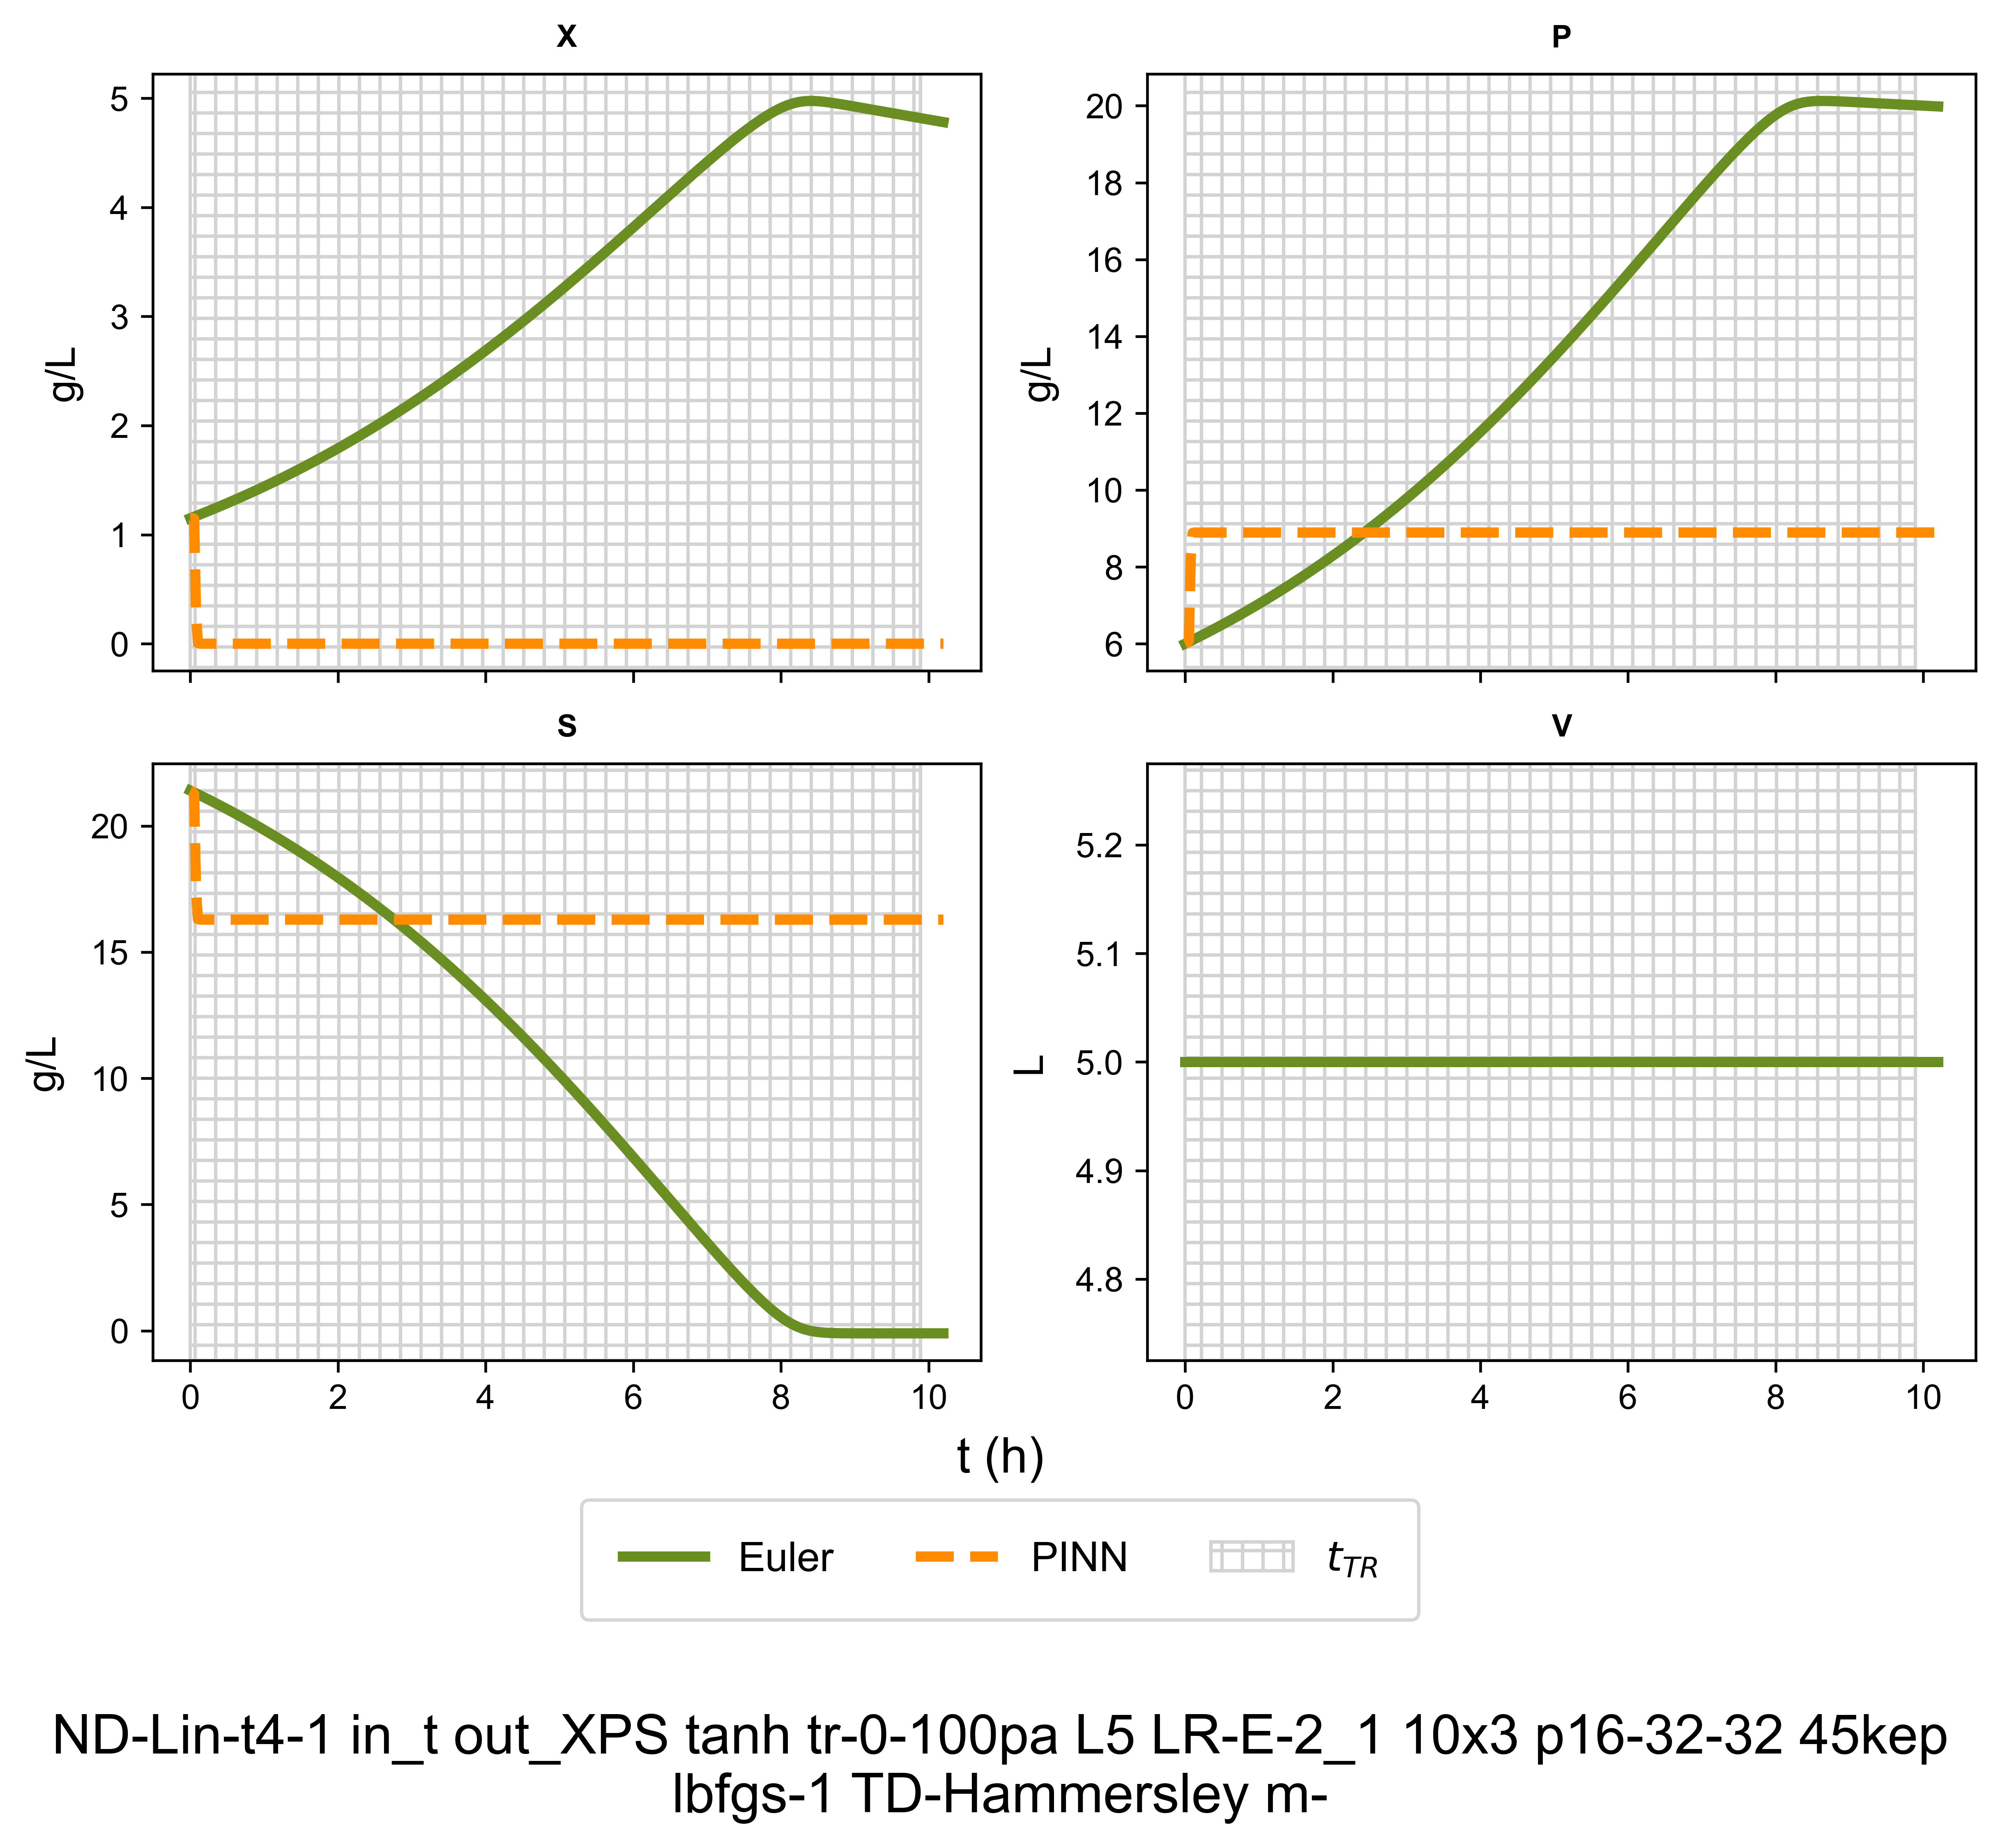 X
P
5
4
3
2
1
0
g/L
20
18
16
14
12
10
8
6
g/L
S
V
20
15
10
5
0
g/L
5.2
5.1
5.0
4.9
4.8
L
0 2 4 6 8 10
0 2 4 6 8 10
t (h)
Euler PINN t_TR
ND-Lin-t4-1 in_t out_XPS tanh tr-0-100pa L5 LR-E-2_1 10x3 p16-32-32 45kep
lbfgs-1 TD-Hammersley m-